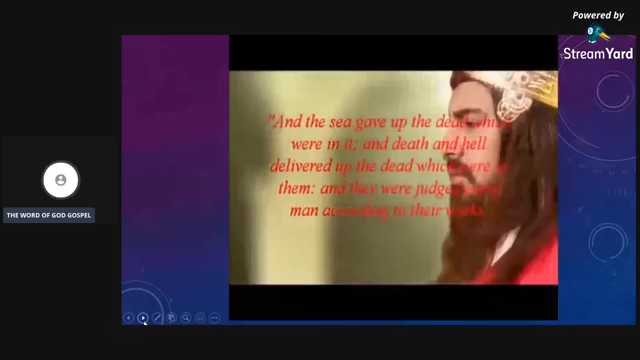 Powered by
StreamYard
"And the sea gave up the dead which
were in it; and death and hell
delivered up the dead which were in
them: and they were judged every
man according to their works
THE WORD OF GOD GOSPEL